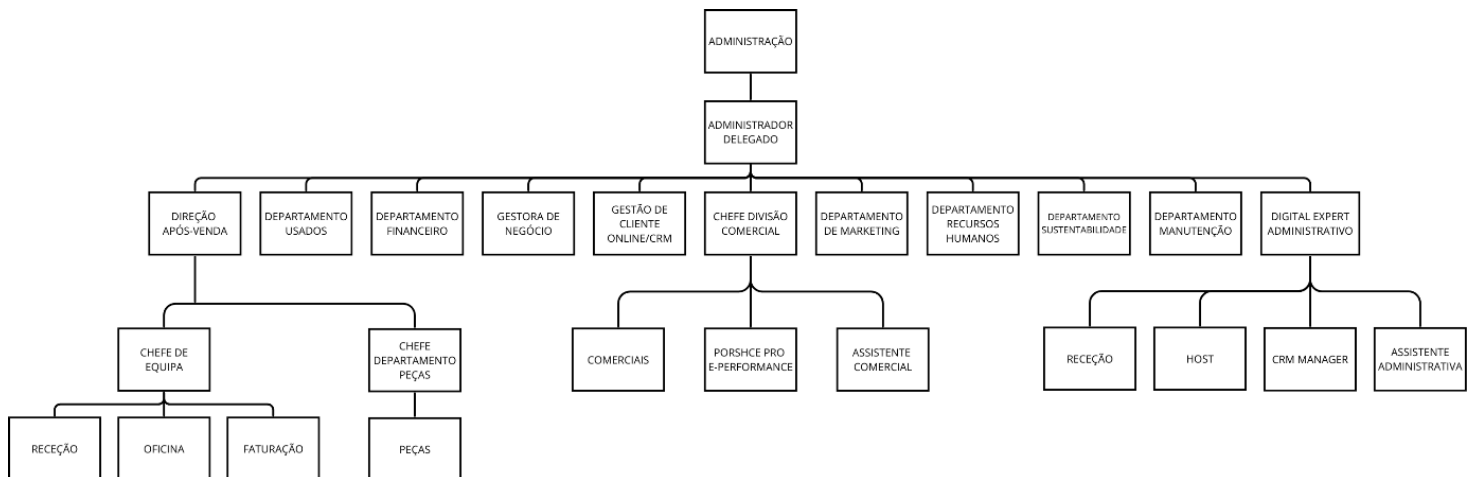 ADMINISTRAÇÃO
ADMINISTRADOR
DELEGADO
DIREÇÃO
APÓS-VENDA
DEPARTAMENTO
USADOS
DEPARTAMENTO
FINANCEIRO
GESTORA DE
NEGÓCIO
GESTÃO DE
CLIENTE
ONLINE/CRM
CHEFE DIVISÃO
COMERCIAL
DEPARTAMENTO
DE MARKETING
DEPARTAMENTO
RECURSOS
HUMANOS
DEPARTAMENTO
SUSTENTABILIDADE
DEPARTAMENTO
MANUTENÇÃO
DIGITAL EXPERT
ADMINISTRATIVO
CHEFE DE
EQUIPA
CHEFE
DEPARTAMENTO
PEÇAS
COMERCIAIS
PORSHCE PRO
E-PERFORMANCE
ASSISTENTE
COMERCIAL
RECEÇÃO
HOST
CRM MANAGER
ASSISTENTE
ADMINISTRATIVA
RECEÇÃO
OFICINA
FATURAÇÃO
PEÇAS